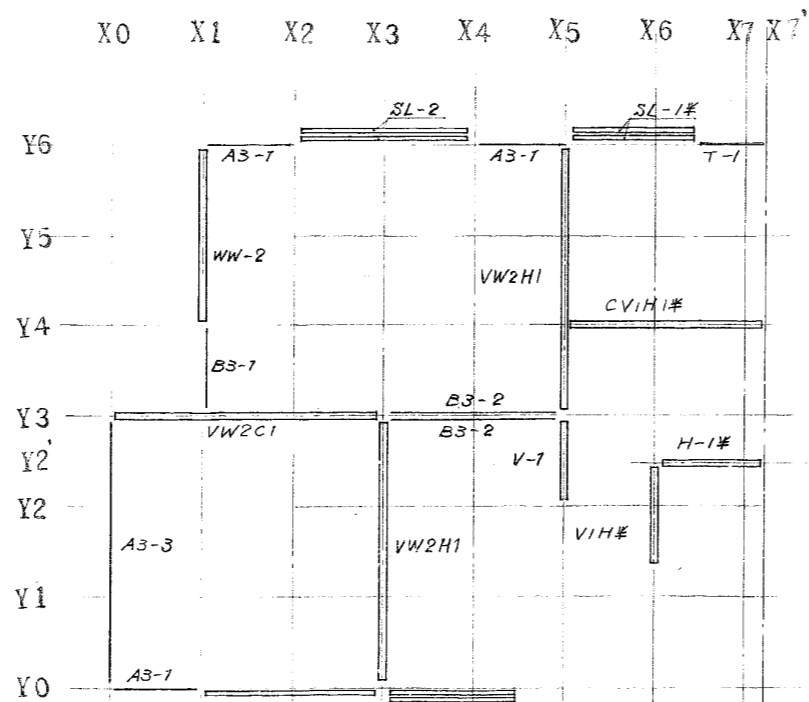 X0 X1 X2 X3 X4 X5 X6 X7 X7'
SL-2 SL-1※
Y6
A3-1 A3-1 T-1
Y5
WW-2 VW2H1
CV1H1※
Y4
B3-1
B3-2
Y3
VW2C1 B3-2
Y2' V-1 H-1※
Y2
V1H※
A3-3 VW2H1
Y1
A3-1
Y0